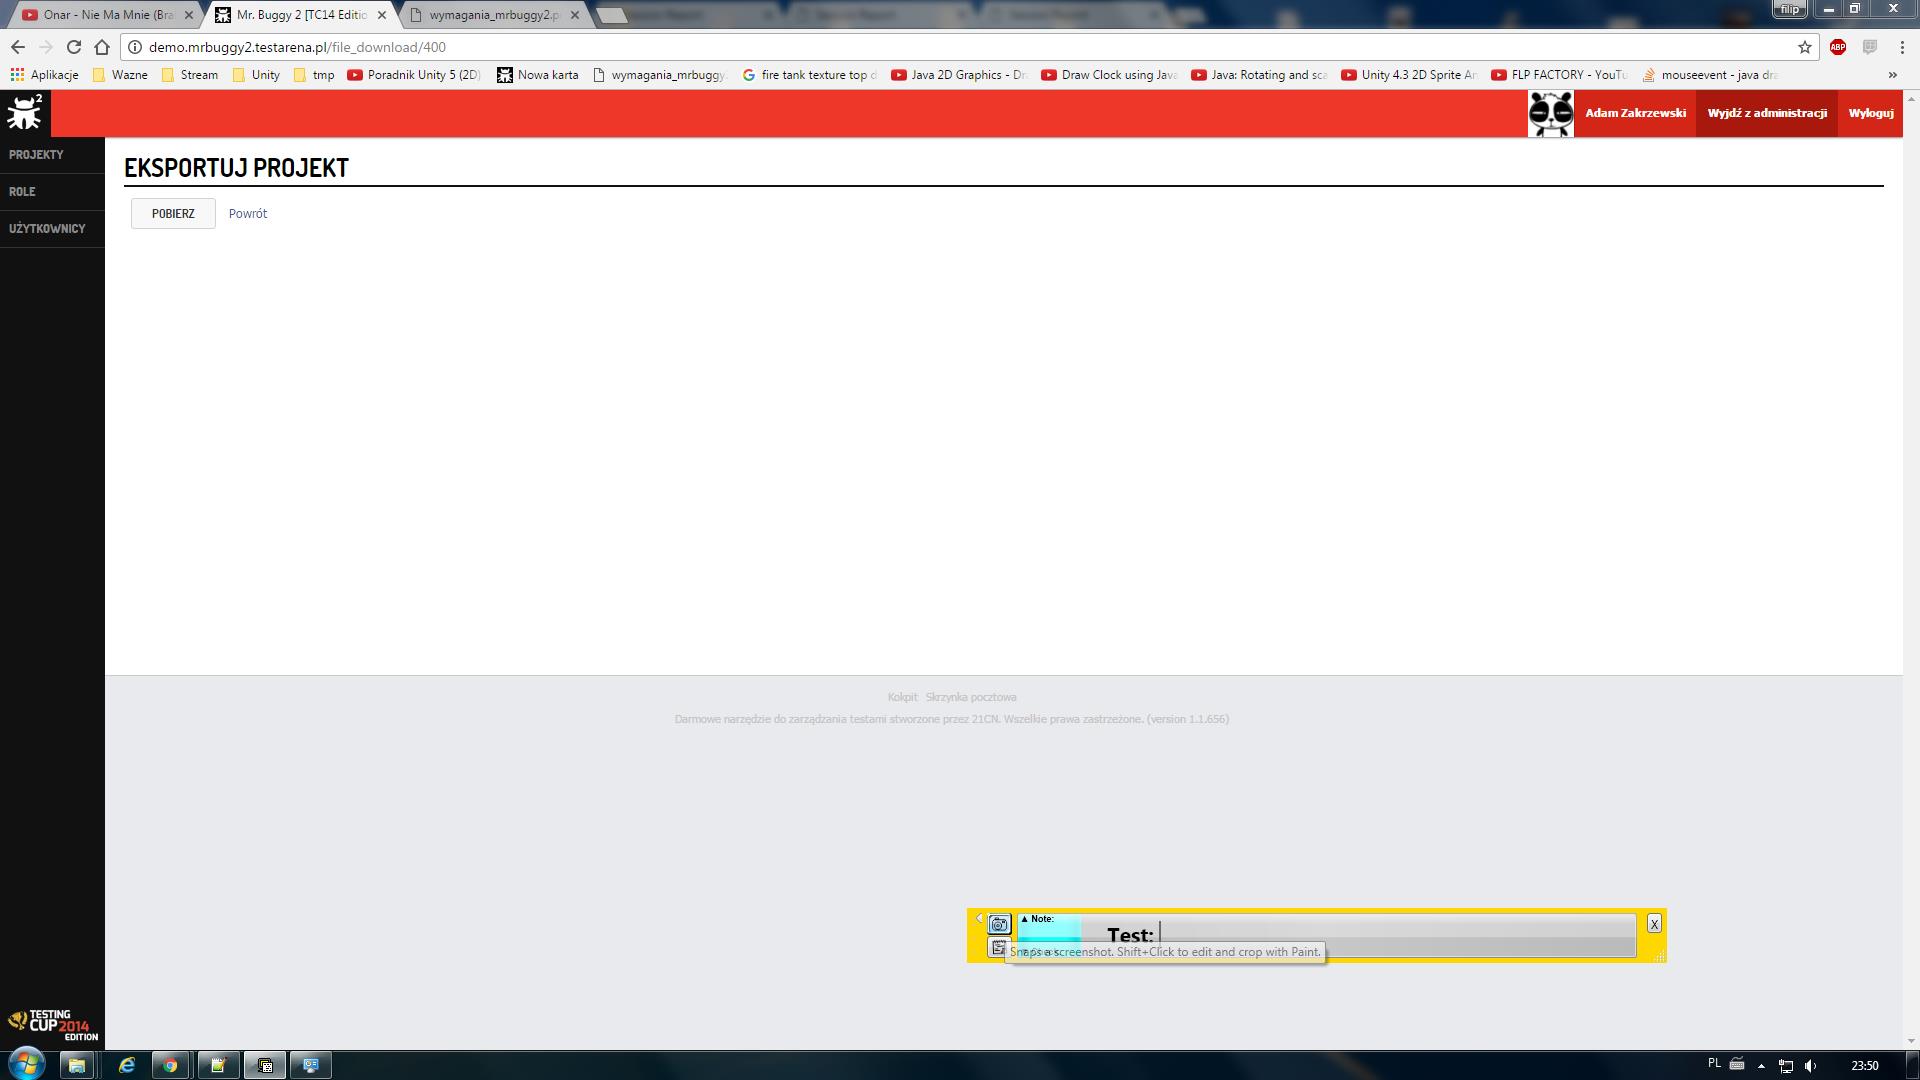 Onar - Nie Ma Mnie (Bra
Mr. Buggy 2 [TC14 Editio
wymagania_mrbuggy2.p
filip
demo.mrbuggy2.testarena.pl/file_download/400
ABP
Aplikacje
Wazne
Stream
Unity
tmp
Poradnik Unity 5 (2D)
Nowa karta
wymagania_mrbuggy.
fire tank texture top d
Java 2D Graphics - Dr
Draw Clock using Java
Java: Rotating and sca
Unity 4.3 2D Sprite An
FLP FACTORY - YouTu
mouseevent - java dra
»
2
Adam Zakrzewski
Wyjdź z administracji
Wyloguj
PROJEKTY
ROLE
UŻYTKOWNICY
EKSPORTUJ PROJEKT
POBIERZ
Powrót
Kokpit Skrzynka pocztowa
Darmowe narzędzie do zarządzania testami stworzone przez 21CN. Wszelkie prawa zastrzeżone. (version 1.1.656)
▲ Note:
Test:
X
Snaps a screenshot. Shift+Click to edit and crop with Paint.
TESTING
CUP 2014
EDITION
PL
23:50